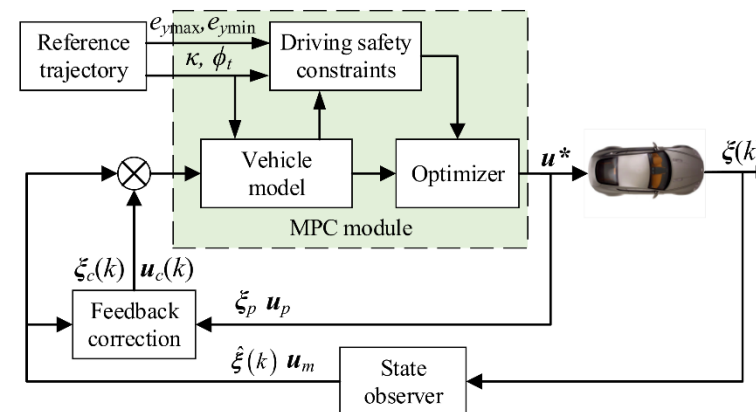 Reference
trajectory
e_ymax, e_ymin
κ, ϕ_t
Driving safety
constraints
Vehicle
model
Optimizer
MPC module
u*
ξ(k
ξ_c(k) u_c(k)
Feedback
correction
ξ_p u_p
ξ̂(k) u_m
State
observer